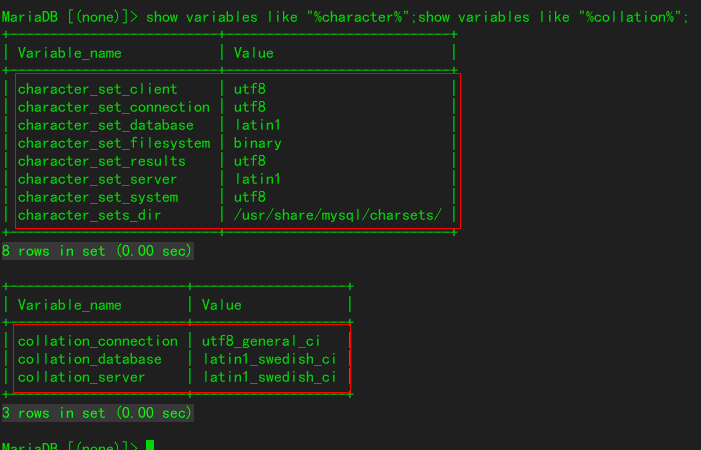 MariaDB [(none)]> show variables like "%character%";show variables like "%collation%";
+--------------------------+----------------------------+
| Variable_name | Value |
+--------------------------+----------------------------+
| character_set_client | utf8 |
| character_set_connection | utf8 |
| character_set_database | latin1 |
| character_set_filesystem | binary |
| character_set_results | utf8 |
| character_set_server | latin1 |
| character_set_system | utf8 |
| character_sets_dir | /usr/share/mysql/charsets/ |
+--------------------------+----------------------------+
8 rows in set (0.00 sec)
+----------------------+-------------------+
| Variable_name | Value |
+----------------------+-------------------+
| collation_connection | utf8_general_ci |
| collation_database | latin1_swedish_ci |
| collation_server | latin1_swedish_ci |
+----------------------+-------------------+
3 rows in set (0.00 sec)
MariaDB [(none)]>